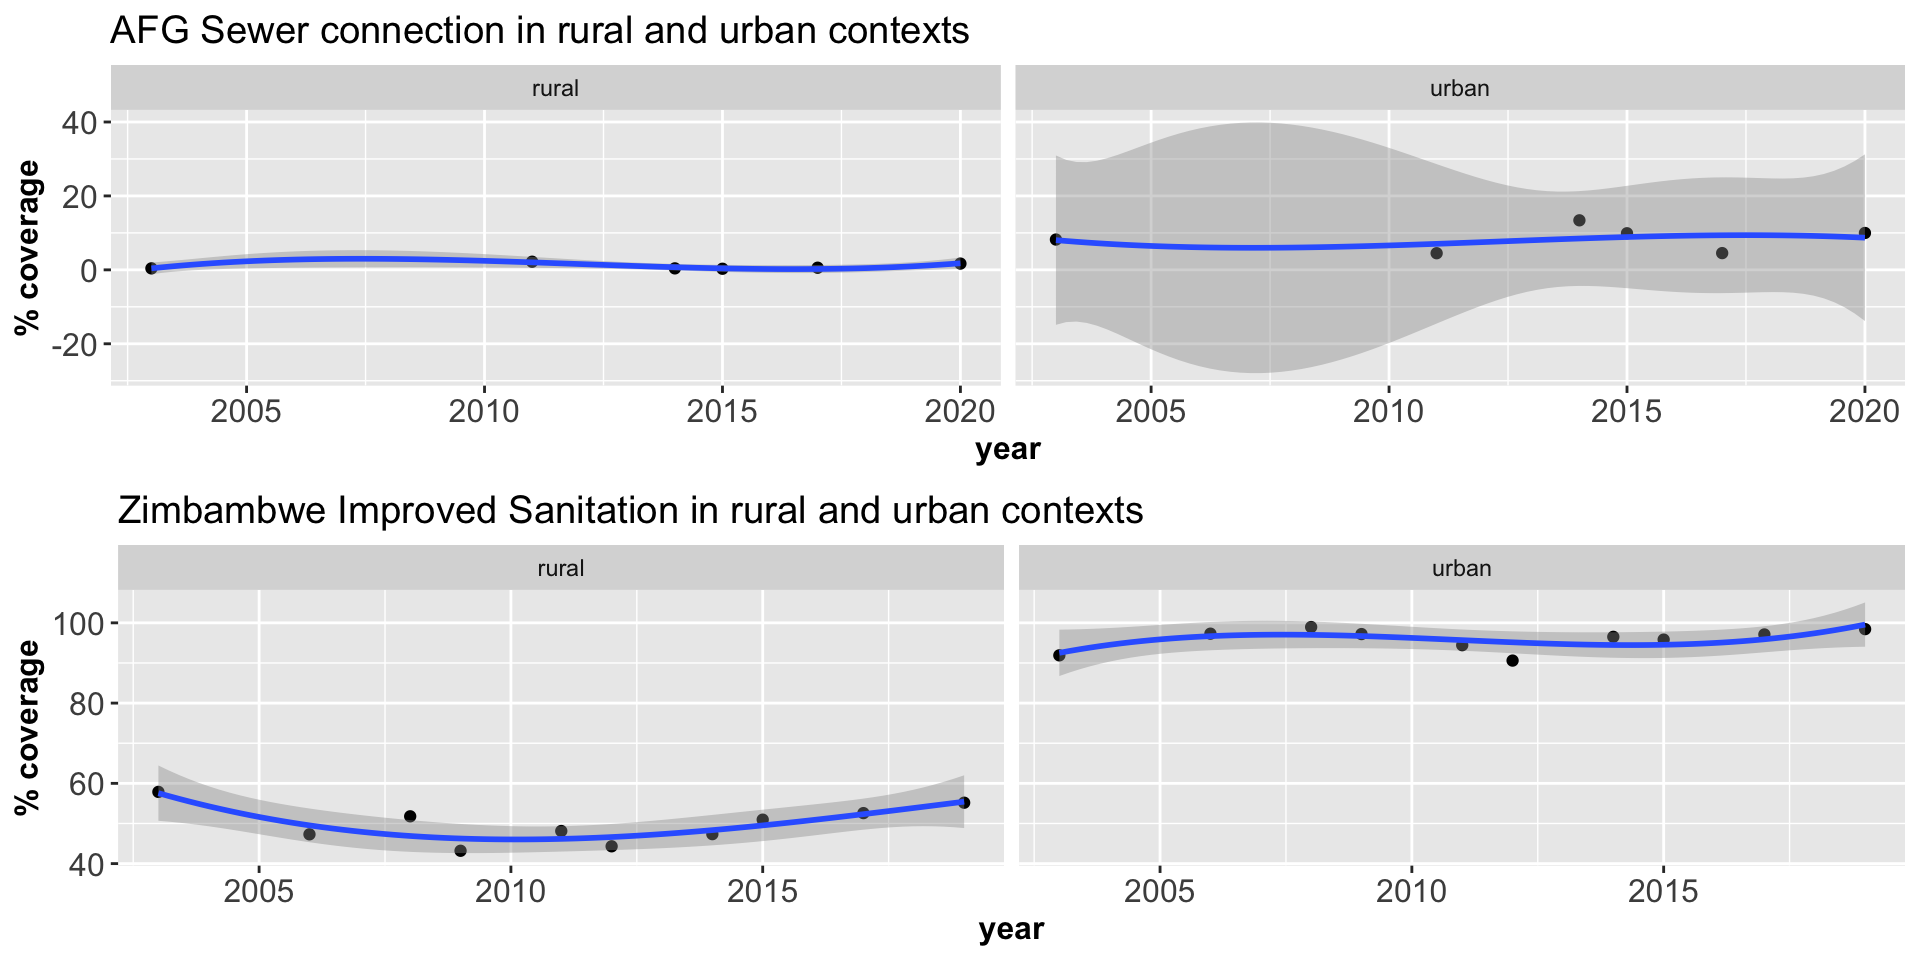 AFG Sewer connection in rural and urban contexts
rural
urban
% coverage
40
20
0
-20
2005 2010 2015 2020
2005 2010 2015 2020
year
Zimbambwe Improved Sanitation in rural and urban contexts
rural
urban
% coverage
100
80
60
40
2005 2010 2015
2005 2010 2015
year